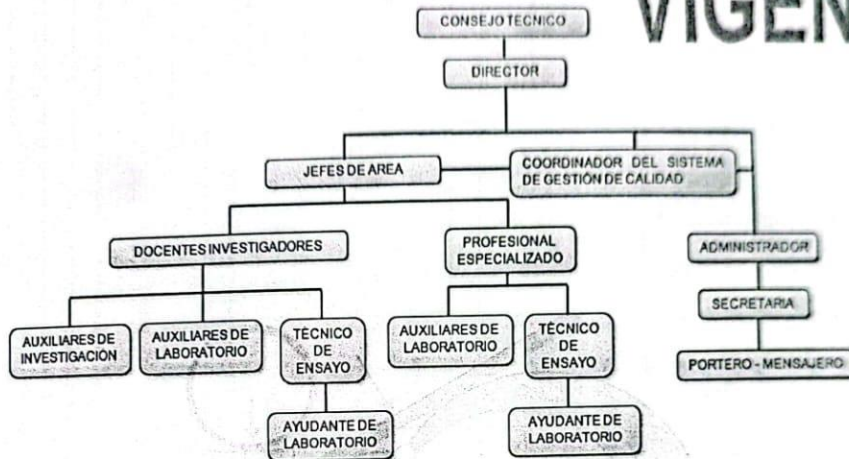 VIGEN
CONSEJO TECNICO
DIRECTOR
JEFES DE AREA
COORDINADOR DEL SISTEMA
DE GESTIÓN DE CALIDAD
DOCENTES INVESTIGADORES
PROFESIONAL
ESPECIALIZADO
ADMINISTRADOR
SECRETARIA
PORTERO - MENSAJERO
AUXILIARES DE
INVESTIGACIÓN
AUXILIARES DE
LABORATORIO
TÉCNICO
DE
ENSAYO
AUXILIARES DE
LABORATORIO
TÉCNICO
DE
ENSAYO
AYUDANTE DE
LABORATORIO
AYUDANTE DE
LABORATORIO